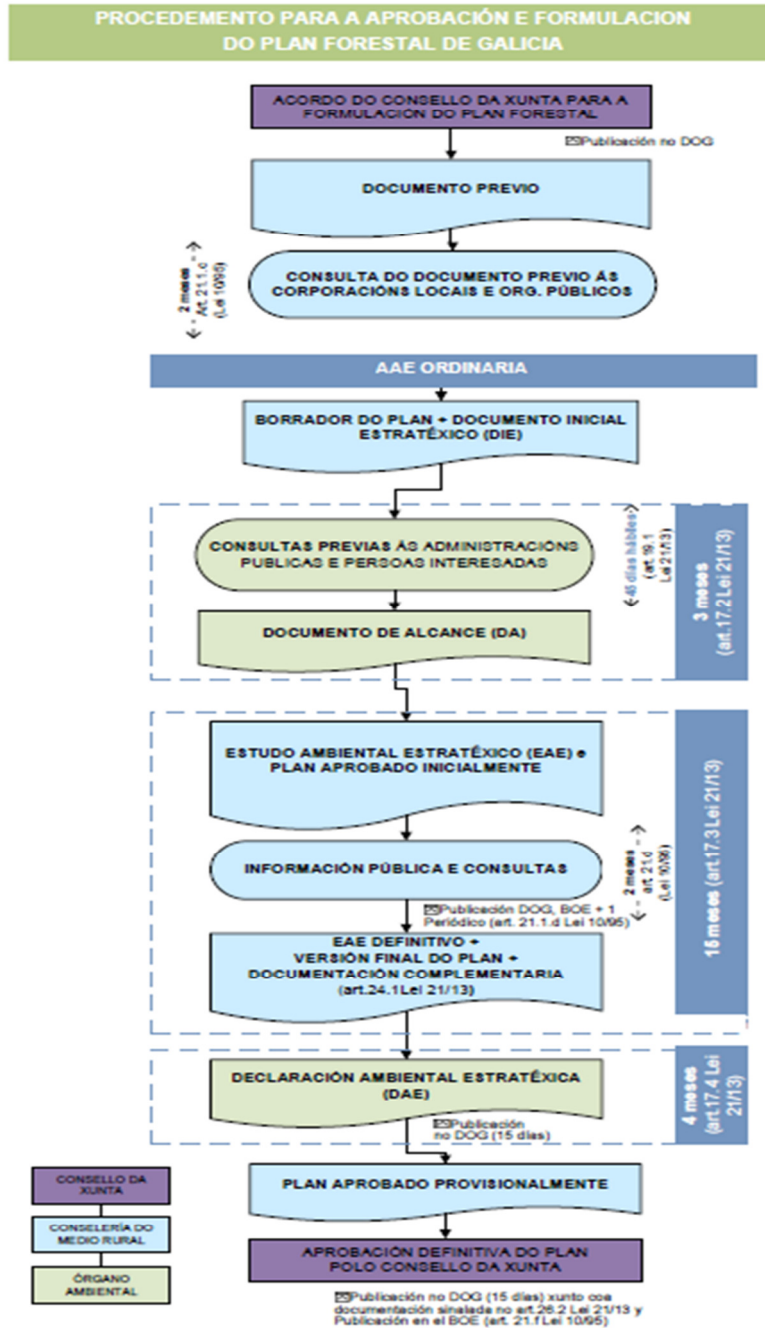 PROCEDEMENTO PARA A APROBACIÓN E FORMULACION
DO PLAN FORESTAL DE GALICIA
ACORDO DO CONSELLO DA XUNTA PARA A
FORMULACIÓN DO PLAN FORESTAL
Publicación no DOG
DOCUMENTO PREVIO
2 meses
Art. 21.1.c
(Lei 10/95)
CONSULTA DO DOCUMENTO PREVIO ÁS
CORPORACIÓNS LOCAIS E ORG. PÚBLICOS
AAE ORDINARIA
BORRADOR DO PLAN + DOCUMENTO INICIAL
ESTRATÉXICO (DIE)
CONSULTAS PREVIAS ÀS ADMINISTRACIÓNS
PUBLICAS E PERSOAS INTERESADAS
45 días hábiles
(art.19.1
Lei 21/13)
3 meses
(art.17.2 Lei 21/13)
DOCUMENTO DE ALCANCE (DA)
ESTUDO AMBIENTAL ESTRATÉXICO (EAE) e
PLAN APROBADO INICIALMENTE
INFORMACIÓN PÚBLICA E CONSULTAS
2 meses
art. 21.d
(Lei 10/95)
15 meses (art.17.3 Lei 21/13)
Publicación DOG, BOE + 1
Periódico (art. 21.1.d Lei 10/95)
EAE DEFINITIVO +
VERSIÓN FINAL DO PLAN +
DOCUMENTACIÓN COMPLEMENTARIA
(art.24.1Lei 21/13)
DECLARACIÓN AMBIENTAL ESTRATÉXICA
(DAE)
4 meses
(art.17.4 Lei
21/13)
Publicación
no DOG (15 días)
PLAN APROBADO PROVISIONALMENTE
APROBACIÓN DEFINITIVA DO PLAN
POLO CONSELLO DA XUNTA
Publicación no DOG (15 días) xunto coa
documentación sinalada no art.26.2 Lei 21/13 y
Publicación en el BOE (art. 21.f Lei 10/95)
CONSELLO DA
XUNTA
CONSELERÍA DO
MEDIO RURAL
ÓRGANO
AMBIENTAL